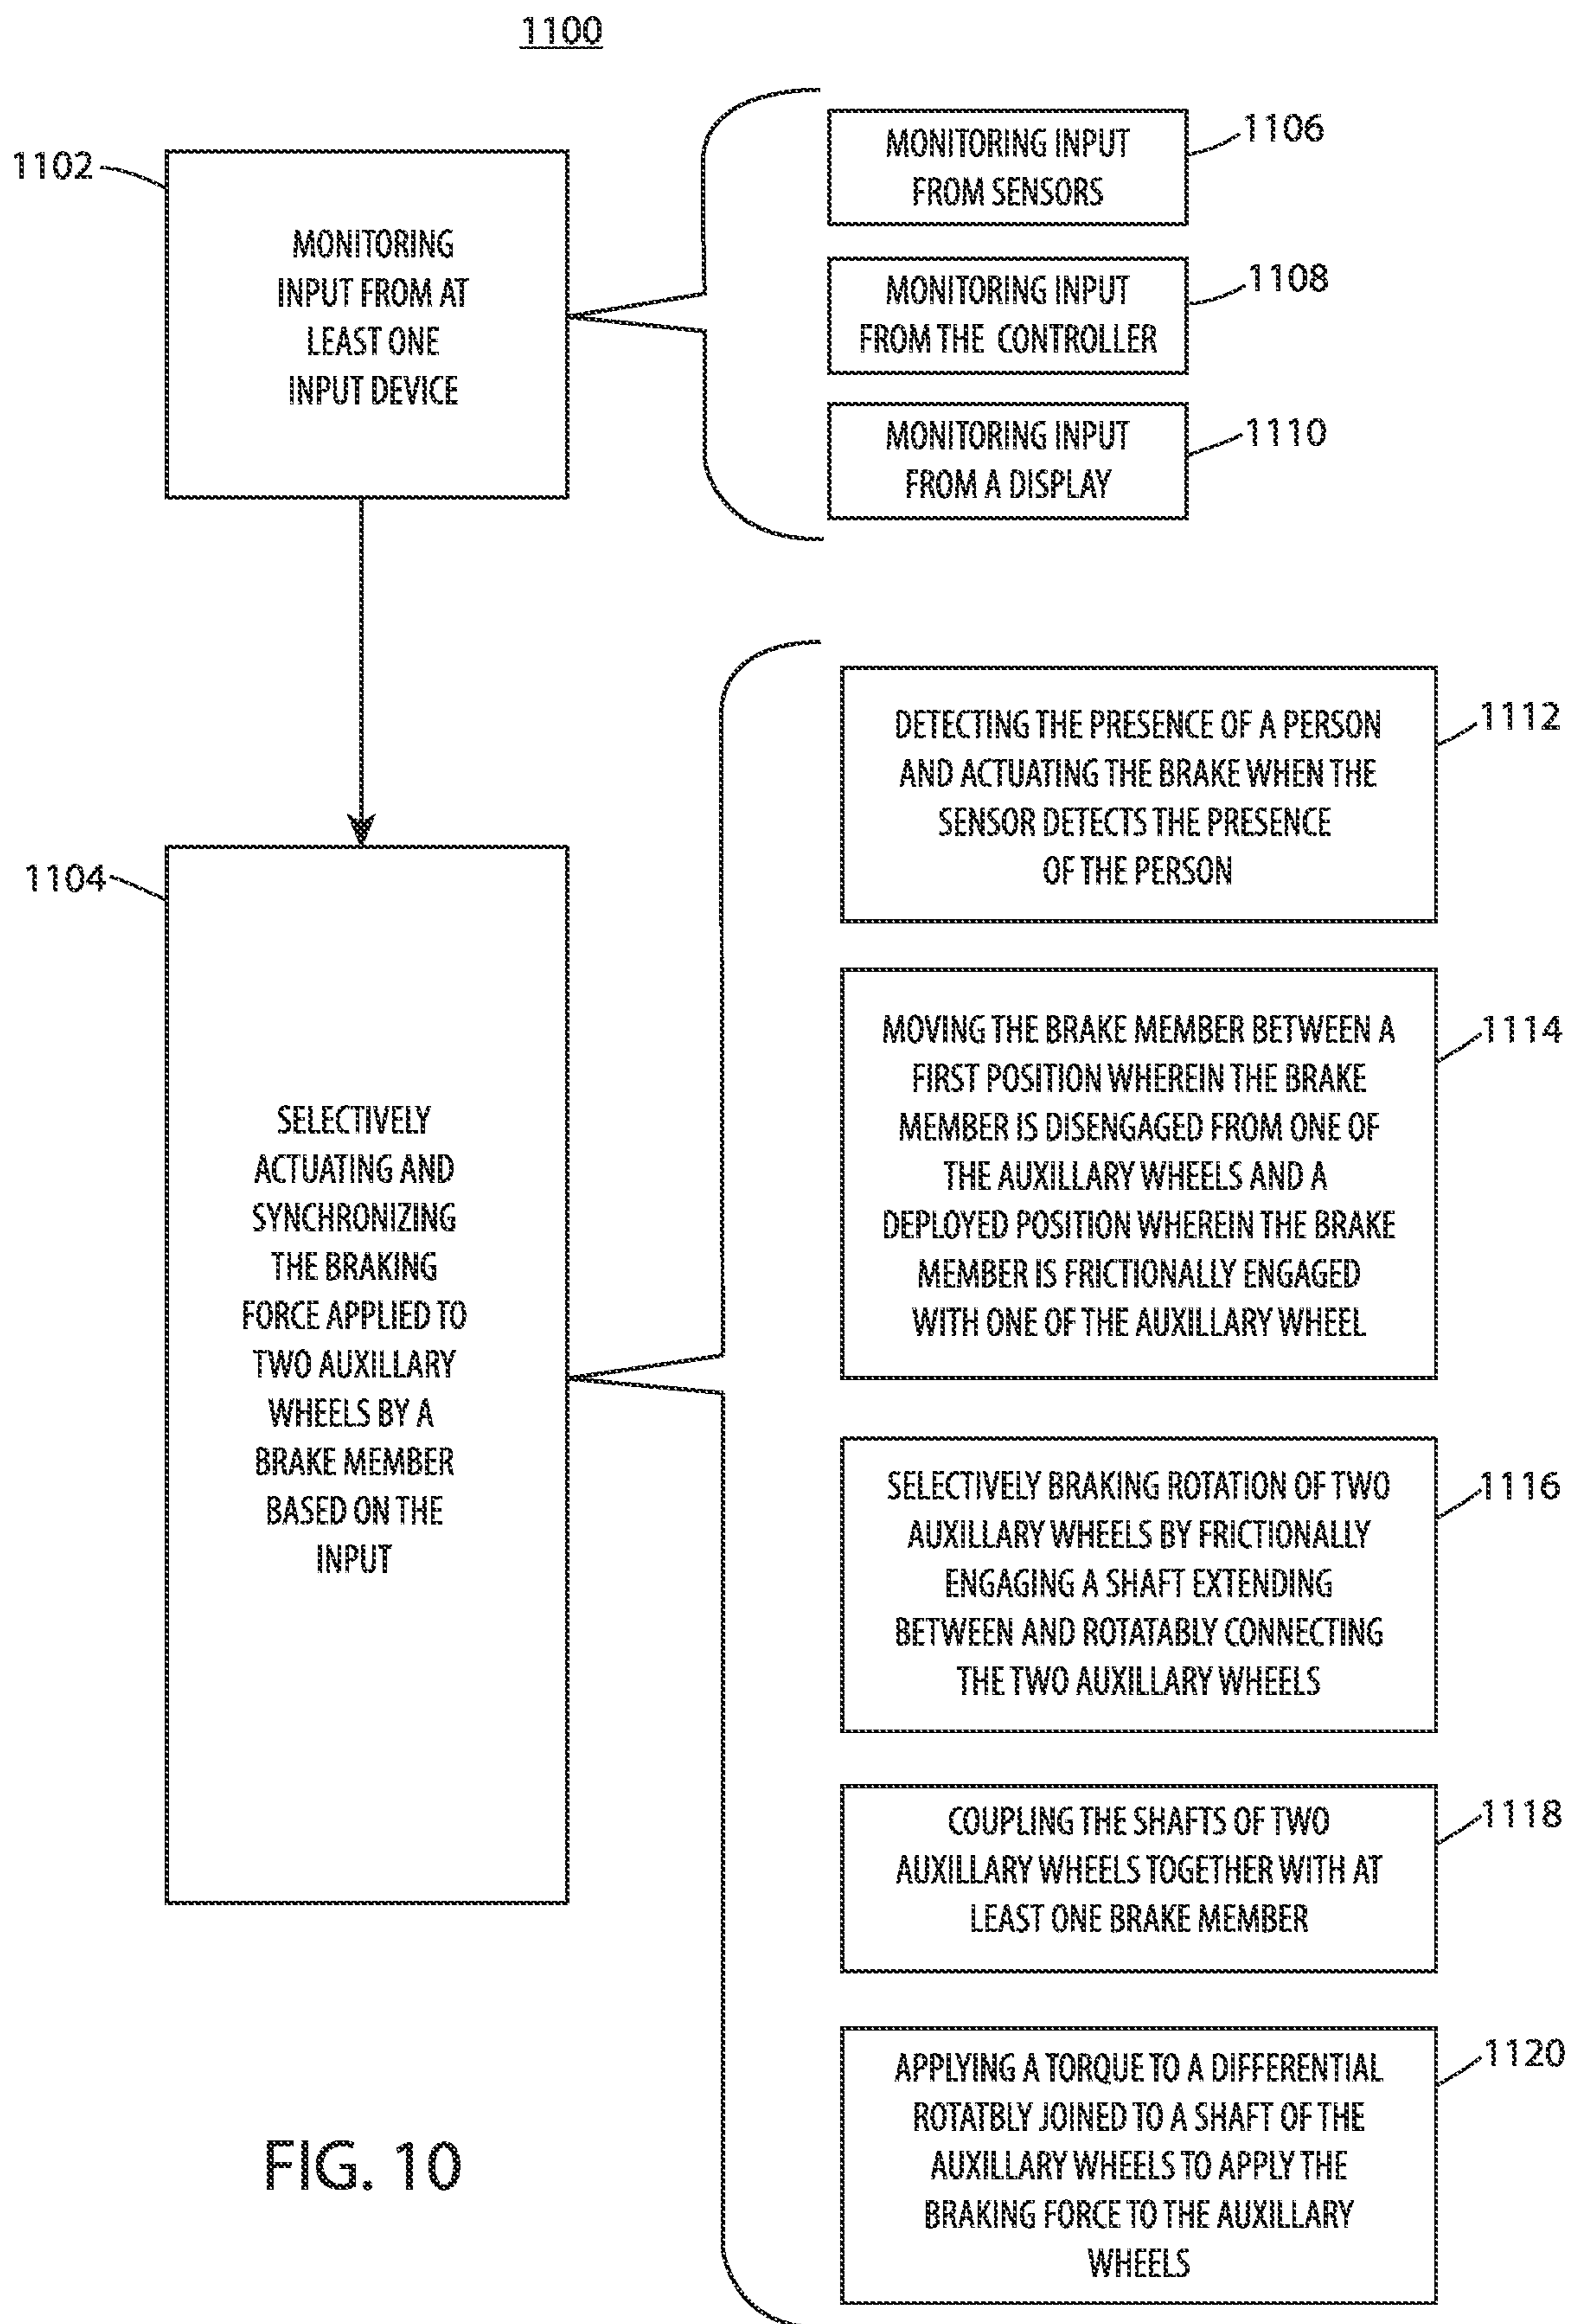 1100
1102
MONITORING
INPUT FROM AT
LEAST ONE
INPUT DEVICE
MONITORING INPUT
FROM SENSORS
1106
MONITORING INPUT
FROM THE CONTROLLER
1108
MONITORING INPUT
FROM A DISPLAY
1110
1104
SELECTIVELY
ACTUATING AND
SYNCHRONIZING
THE BRAKING
FORCE APPLIED TO
TWO AUXILLARY
WHEELS BY A
BRAKE MEMBER
BASED ON THE
INPUT
DETECTING THE PRESENCE OF A PERSON
AND ACTUATING THE BRAKE WHEN THE
SENSOR DETECTS THE PRESENCE
OF THE PERSON
1112
MOVING THE BRAKE MEMBER BETWEEN A
FIRST POSITION WHEREIN THE BRAKE
MEMBER IS DISENGAGED FROM ONE OF
THE AUXILLARY WHEELS AND A
DEPLOYED POSITION WHEREIN THE BRAKE
MEMBER IS FRICTIONALLY ENGAGED
WITH ONE OF THE AUXILLARY WHEEL
1114
SELECTIVELY BRAKING ROTATION OF TWO
AUXILLARY WHEELS BY FRICTIONALLY
ENGAGING A SHAFT EXTENDING
BETWEEN AND ROTATABLY CONNECTING
THE TWO AUXILLARY WHEELS
1116
COUPLING THE SHAFTS OF TWO
AUXILLARY WHEELS TOGETHER WITH AT
LEAST ONE BRAKE MEMBER
1118
APPLYING A TORQUE TO A DIFFERENTIAL
ROTATBLY JOINED TO A SHAFT OF THE
AUXILLARY WHEELS TO APPLY THE
BRAKING FORCE TO THE AUXILLARY
WHEELS
1120
FIG. 10